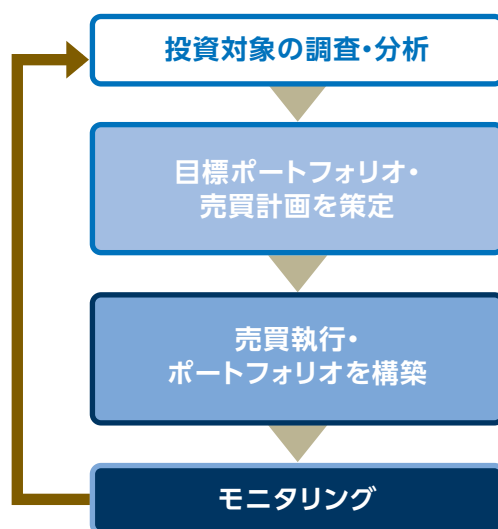 投資対象の調査・分析
目標ポートフォリオ・
売買計画を策定
売買執行・
ポートフォリオを構築
モニタリング